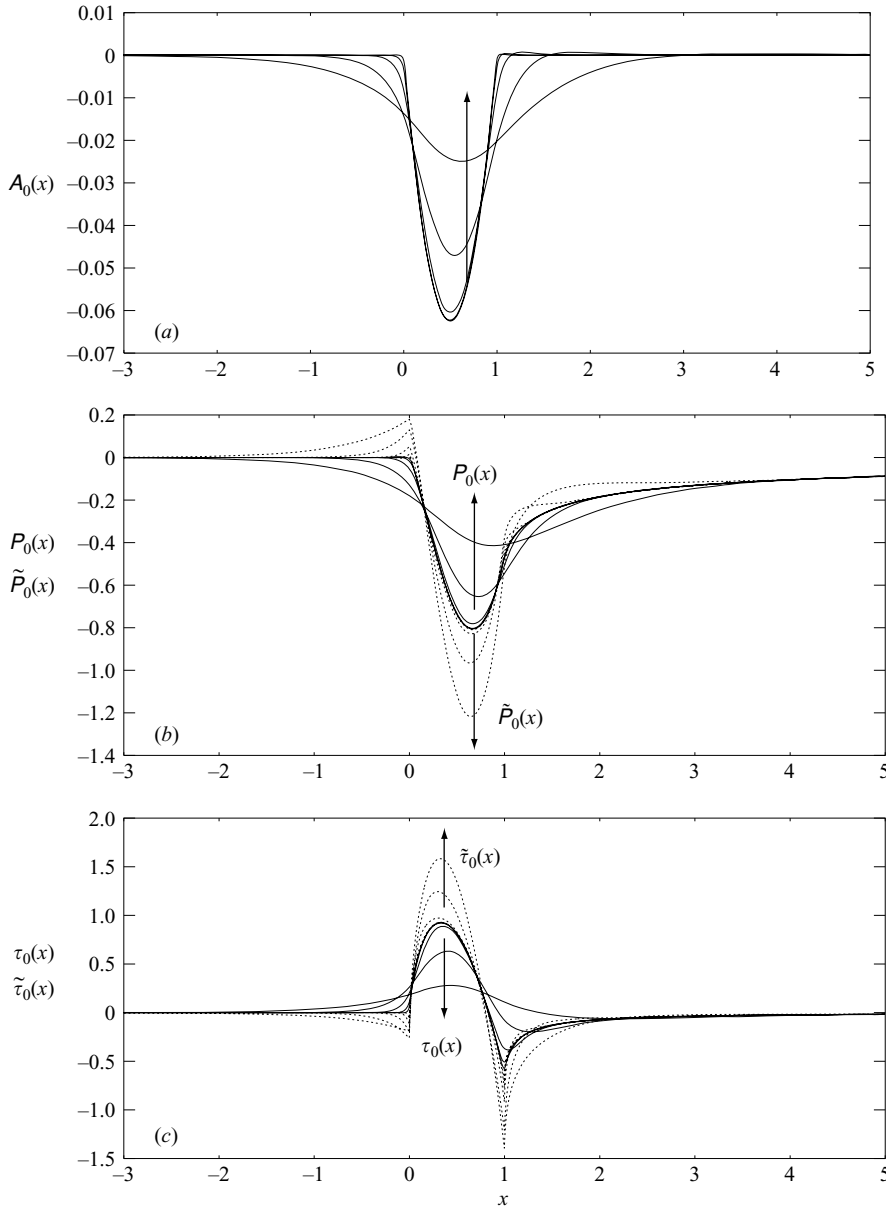 0.01
0
–0.01
–0.02
–0.03
–0.04
–0.05
–0.06
–0.07
A₀(x)
(a)
–3 –2 –1 0 1 2 3 4 5
0.2
0
–0.2
–0.4
–0.6
–0.8
–1.0
–1.2
–1.4
P₀(x)
P̃₀(x)
P₀(x)
P̃₀(x)
(b)
–3 –2 –1 0 1 2 3 4 5
2.0
1.5
1.0
0.5
0
–0.5
–1.0
–1.5
τ₀(x)
τ̃₀(x)
τ̃₀(x)
τ₀(x)
(c)
–3 –2 –1 0 1 2 3 4 5
x